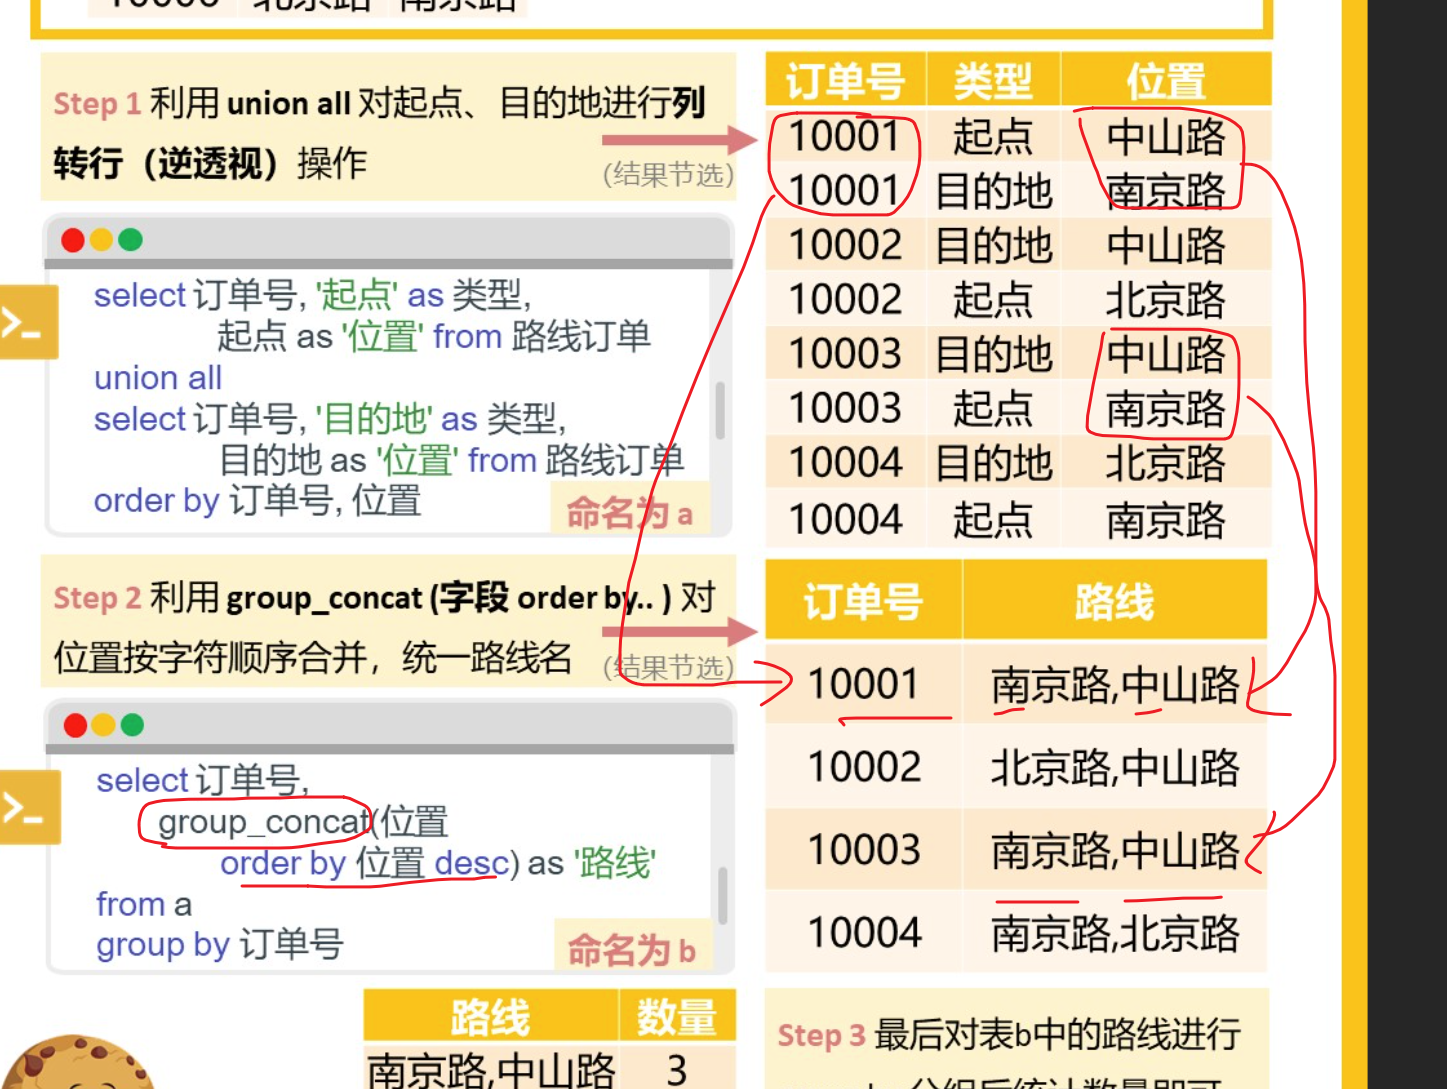 Step 1 利用 union all 对起点、目的地进行列
转行（逆透视）操作
(结果节选)
select 订单号, '起点' as 类型,
起点 as '位置' from 路线订单
union all
select 订单号, '目的地' as 类型,
目的地 as '位置' from 路线订单
order by 订单号, 位置
命名为 a
订单号 类型 位置
10001 起点 中山路
10001 目的地 南京路
10002 目的地 中山路
10002 起点 北京路
10003 目的地 中山路
10003 起点 南京路
10004 目的地 北京路
10004 起点 南京路
Step 2 利用 group_concat (字段 order by.. ) 对
位置按字符顺序合并，统一路线名
(结果节选)
>_
select 订单号,
group_concat(位置
order by 位置 desc) as '路线'
from a
group by 订单号
命名为 b
>_
订单号 路线
10001 南京路,中山路
10002 北京路,中山路
10003 南京路,中山路
10004 南京路,北京路
路线 数量
南京路,中山路 3
Step 3 最后对表b中的路线进行